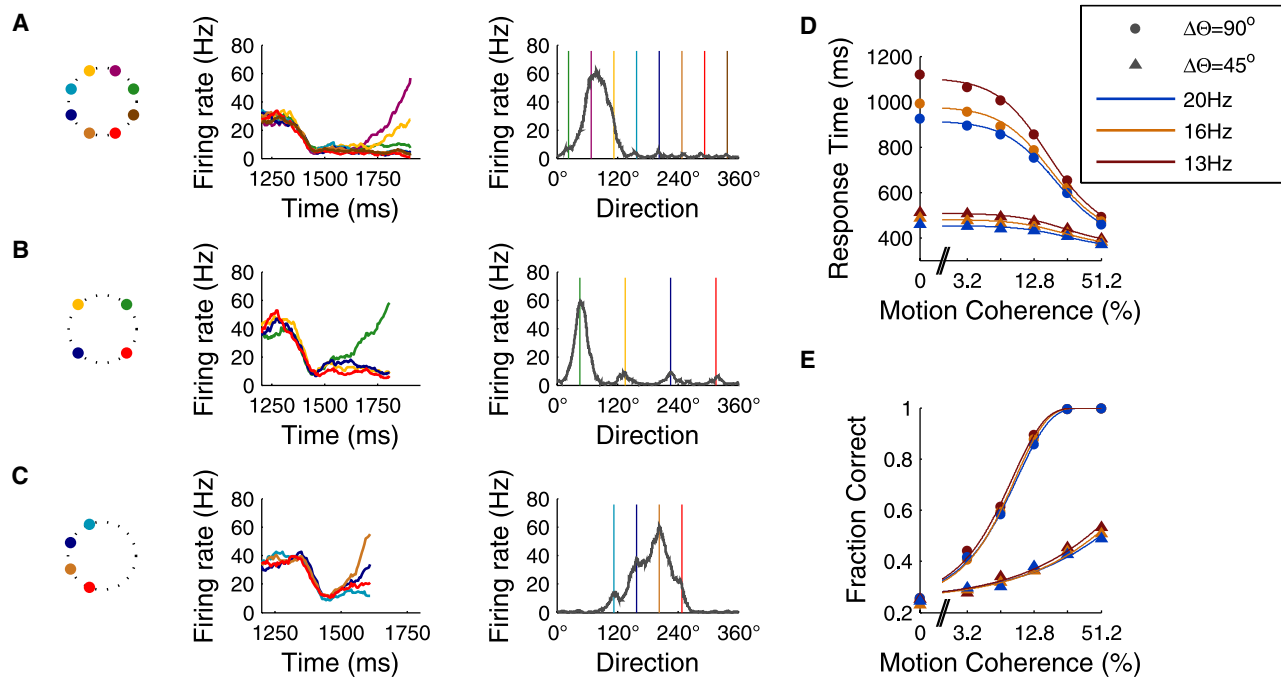 A
Firing rate (Hz)
80
60
40
20
0
1250 1500 1750
Time (ms)
Firing rate (Hz)
80
60
40
20
0
0° 120° 240° 360°
Direction
B
Firing rate (Hz)
80
60
40
20
0
1250 1500 1750
Time (ms)
Firing rate (Hz)
80
60
40
20
0
0° 120° 240° 360°
Direction
C
Firing rate (Hz)
80
60
40
20
0
1250 1500 1750
Time (ms)
Firing rate (Hz)
80
60
40
20
0
0° 120° 240° 360°
Direction
D
Response Time (ms)
1200
1000
800
600
400
0 3.2 12.8 51.2
Motion Coherence (%)
ΔΘ=90°
ΔΘ=45°
20Hz
16Hz
13Hz
E
Fraction Correct
1
0.8
0.6
0.4
0.2
0 3.2 12.8 51.2
Motion Coherence (%)